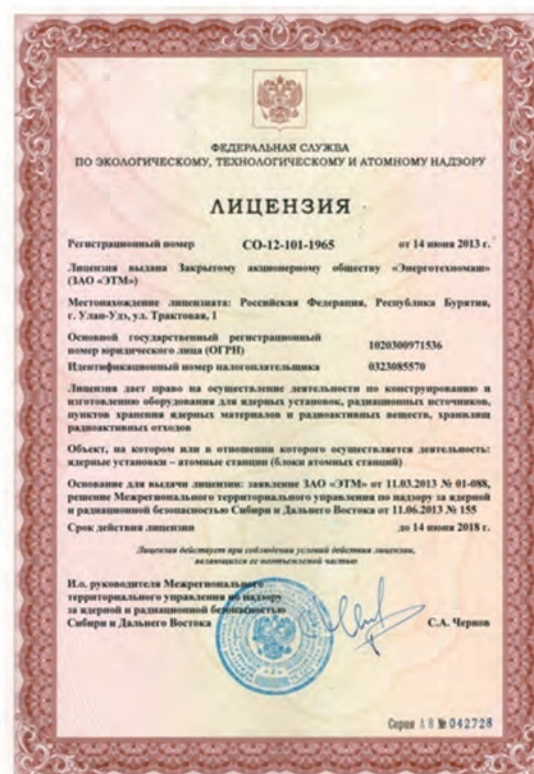 ФЕДЕРАЛЬНАЯ СЛУЖБА
ПО ЭКОЛОГИЧЕСКОМУ, ТЕХНОЛОГИЧЕСКОМУ И АТОМНОМУ НАДЗОРУ
ЛИЦЕНЗИЯ
Регистрационный номер СО-12-101-1965 от 14 июня 2013 г.
Лицензия выдана Закрытому акционерному обществу «Энерготехномаш»
(ЗАО «ЭТМ»)
Местонахождение лицензиата: Российская Федерация, Республика Бурятия,
г. Улан-Удэ, ул. Трактовая, 1
Основной государственный регистрационный
номер юридического лица (ОГРН) 1020300971536
Идентификационный номер налогоплательщика 0323085570
Лицензия дает право на осуществление деятельности по конструированию и
изготовлению оборудования для ядерных установок, радиационных источников,
пунктов хранения ядерных материалов и радиоактивных веществ, хранилищ
радиоактивных отходов
Объект, на котором или в отношении которого осуществляется деятельность:
ядерные установки – атомные станции (блоки атомных станций)
Основание для выдачи лицензии: заявление ЗАО «ЭТМ» от 11.03.2013 № 01-088,
решение Межрегионального территориального управления по надзору за ядерной
и радиационной безопасностью Сибири и Дальнего Востока от 11.06.2013 № 155
Срок действия лицензии до 14 июня 2018 г.
Лицензия действует при соблюдении условий действия лицензии,
являющихся ее неотъемлемой частью
И.о. руководителя Межрегионального
территориального управления по надзору
за ядерной и радиационной безопасностью
Сибири и Дальнего Востока С.А. Чернов
Серия А В № 042728